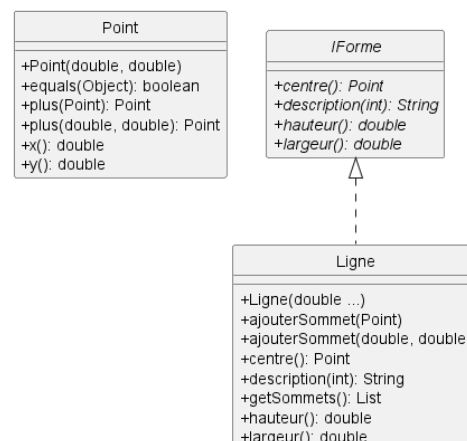 Point
+Point(double, double)
+equals(Object): boolean
+plus(Point): Point
+plus(double, double): Point
+x(): double
+y(): double
IForme
+centre(): Point
+description(int): String
+hauteur(): double
+largeur(): double
Ligne
+Ligne(double ...)
+ajouterSommet(Point)
+ajouterSommet(double, double
+centre(): Point
+description(int): String
+getSommets(): List
+hauteur(): double
+largeur(): double